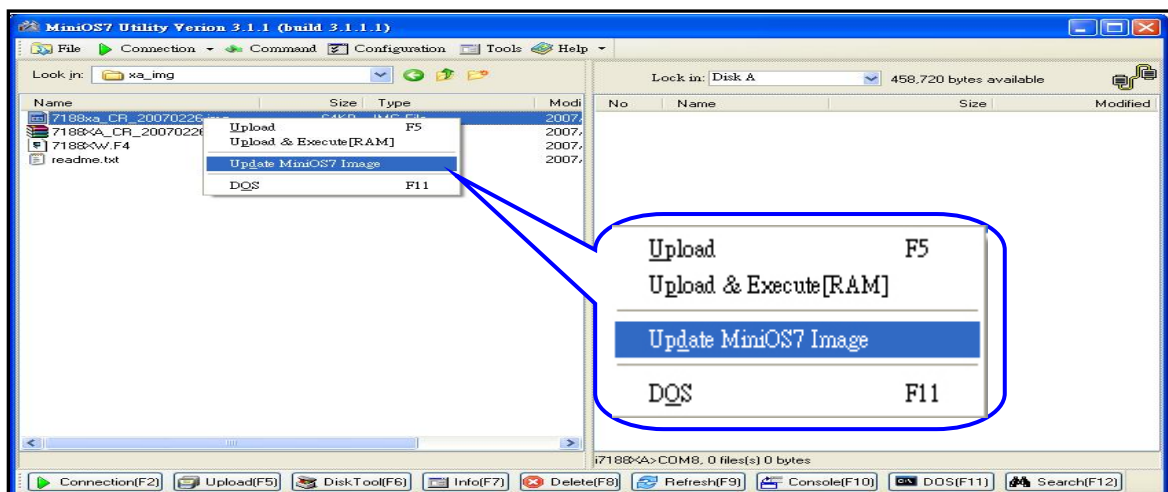 MiniOS7 Utility Verion 3.1.1 (build 3.1.1.1)
File Connection Command Configuration Tools Help
Look in: xa_img
Lock in: Disk A 458,720 bytes available
Name Size Type Modi
No Name Size Modified
7188xa_CR_20070226.img 64KB IMG File 2007/
7188XA_CR_20070226 2007/
7188XW.F4 2007/
readme.txt 2007/
Upload F5
Upload & Execute[RAM]
Update MiniOS7 Image
DOS F11
Upload F5
Upload & Execute[RAM]
Update MiniOS7 Image
DOS F11
i7188XA>COM8, 0 files(s) 0 bytes
Connection(F2) Upload(F5) DiskTool(F6) Info(F7) Delete(F8) Refresh(F9) Console(F10) DOS(F11) Search(F12)